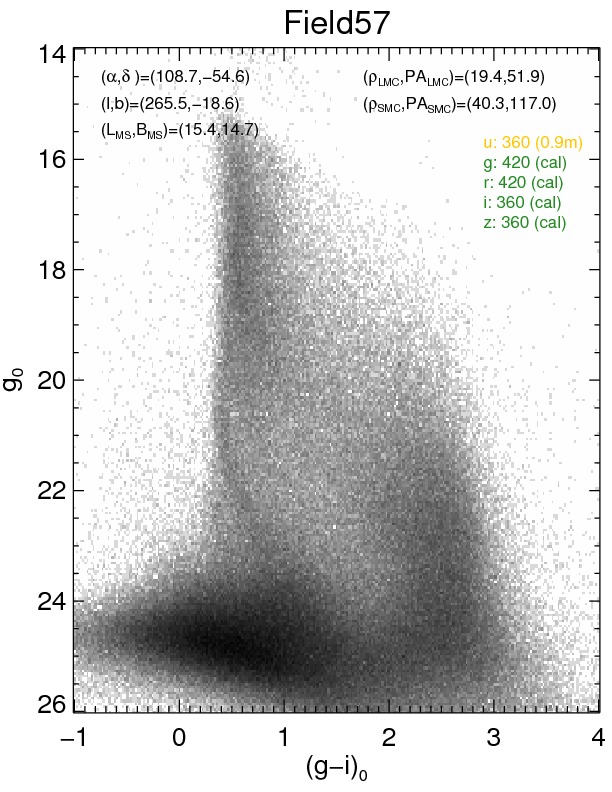 Field57
(α,δ)=(108.7,−54.6)
(ρLMC,PALMC)=(19.4,51.9)
(l,b)=(265.5,−18.6)
(ρSMC,PASMC)=(40.3,117.0)
(LMS,BMS)=(15.4,14.7)
u: 360 (0.9m)
g: 420 (cal)
r: 420 (cal)
i: 360 (cal)
z: 360 (cal)
14
16
18
20
22
24
26
g0
−1 0 1 2 3 4
(g−i)0